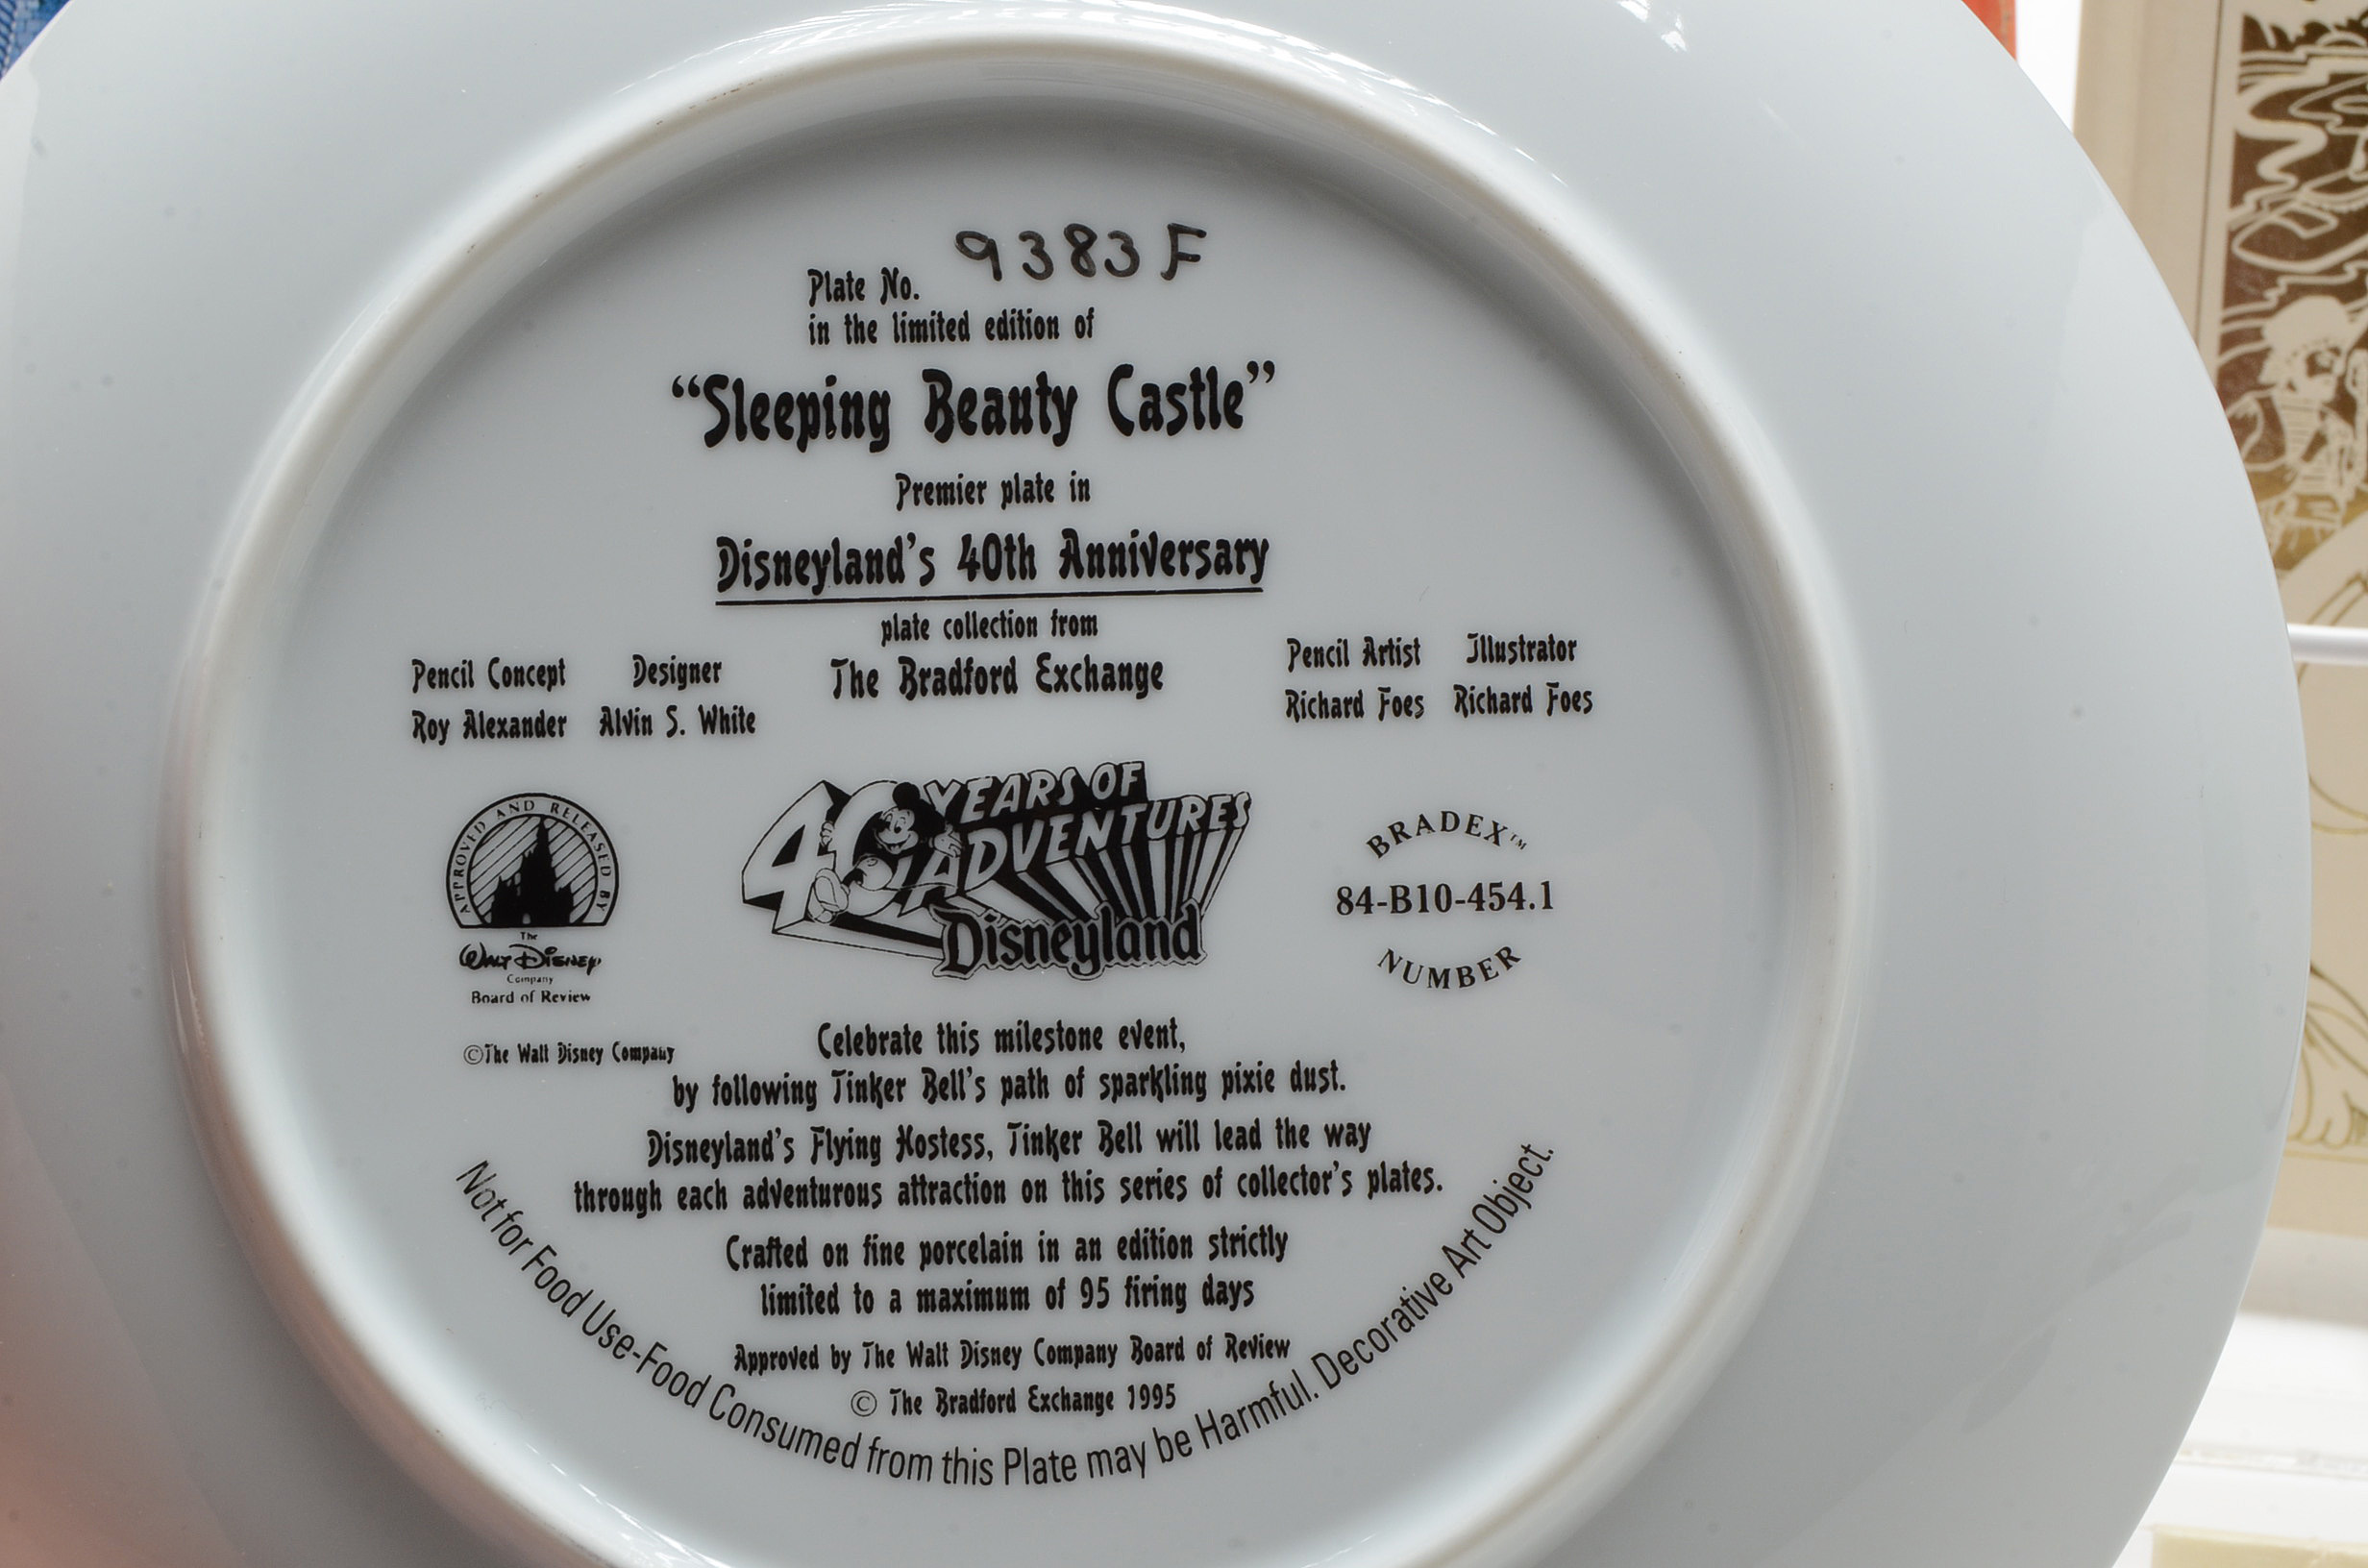 Plate No. 9383F
in the limited edition of
“Sleeping Beauty Castle”
Premier plate in
Disneyland's 40th Anniversary
plate collection from
The Bradford Exchange
Pencil Concept Designer
Roy Alexander Alvin S. White
Pencil Artist Illustrator
Richard Foes Richard Foes
APPROVED AND RELEASED BY
The
Walt Disney
Company
Board of Review
©The Walt Disney Company
40 YEARS OF
ADVENTURES
Disneyland
BRADEX™
84-B10-454.1
NUMBER
Celebrate this milestone event,
by following Tinker Bell's path of sparkling pixie dust.
Disneyland's Flying Hostess, Tinker Bell will lead the way
through each adventurous attraction on this series of collector's plates.
Crafted on fine porcelain in an edition strictly
limited to a maximum of 95 firing days
Approved by The Walt Disney Company Board of Review
© The Bradford Exchange 1995
Not for Food Use-Food Consumed from this Plate may be Harmful. Decorative Art Object.